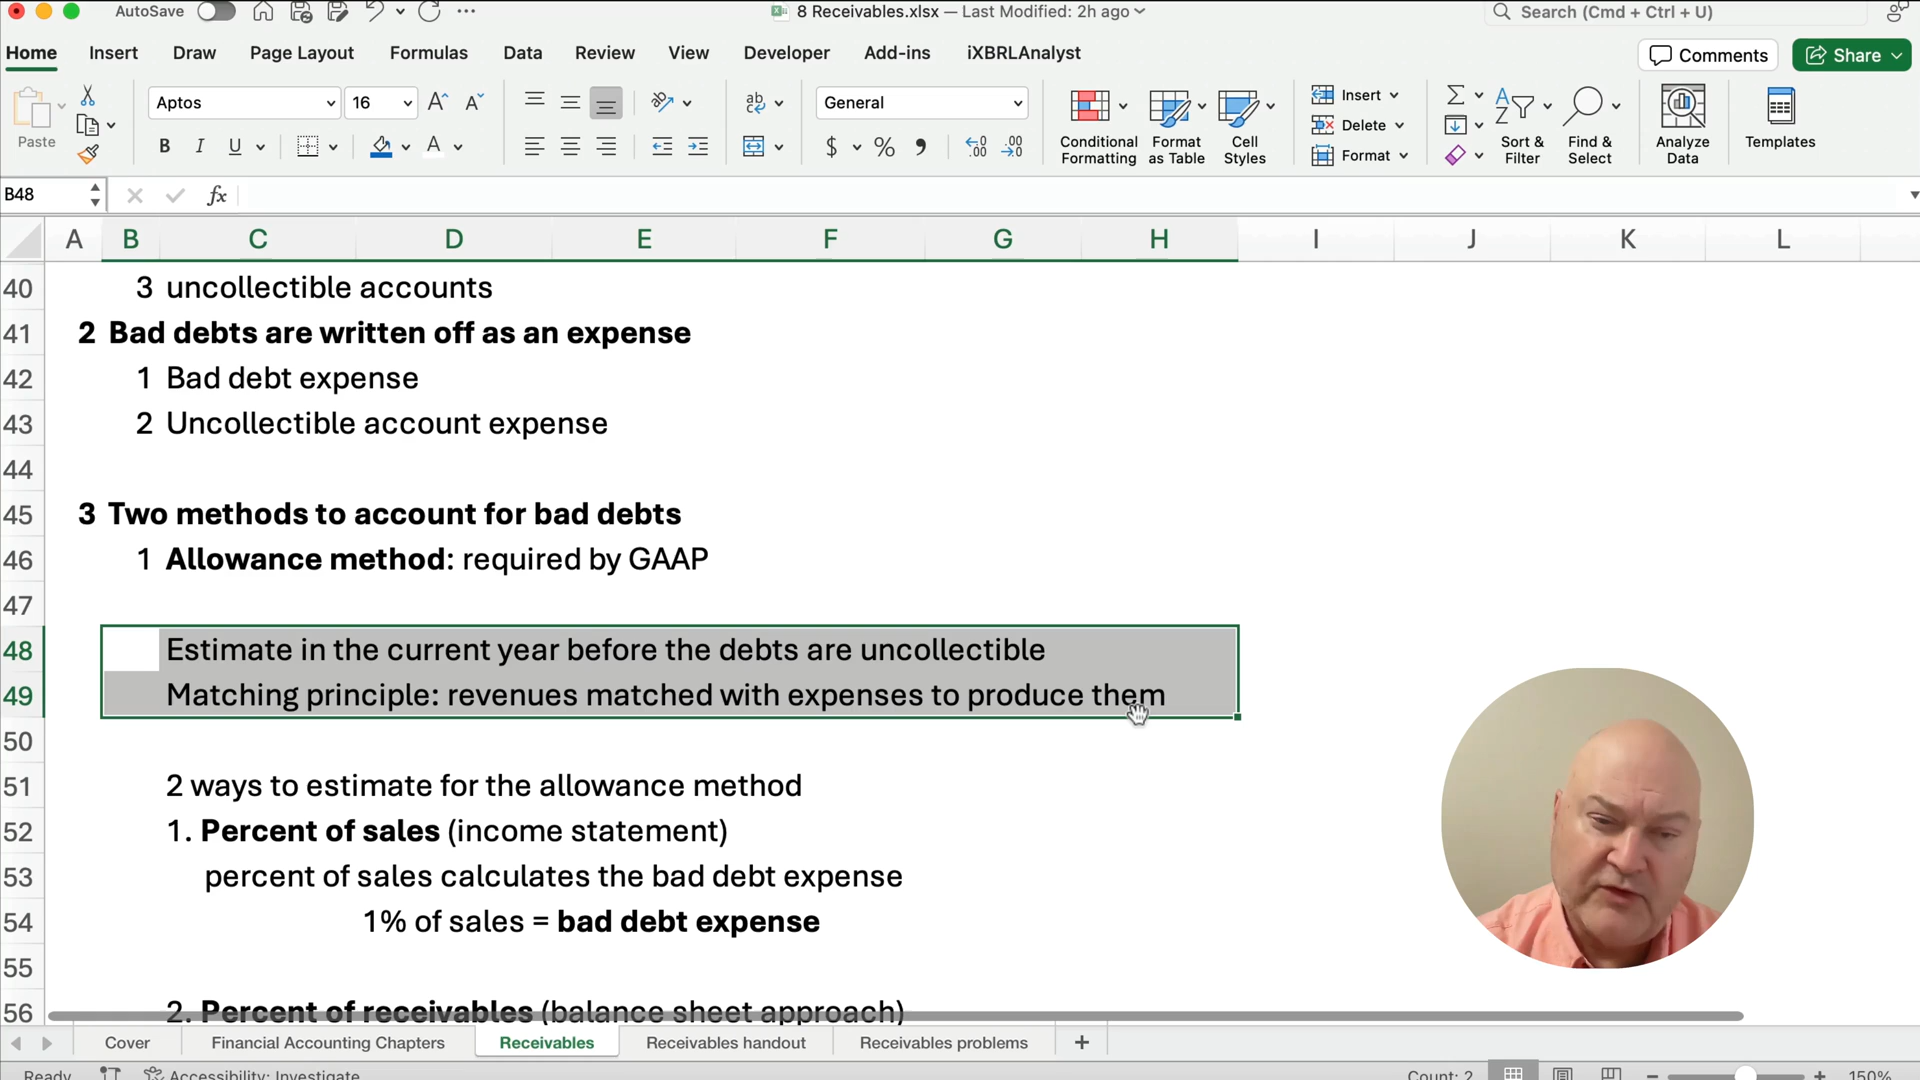 AutoSave
8 Receivables.xlsx — Last Modified: 2h ago
Search (Cmd + Ctrl + U)
Home Insert Draw Page Layout Formulas Data Review View Developer Add-ins iXBRLAnalyst
Comments Share
Paste
Aptos 16
General
B I U
Conditional Formatting
Format as Table
Cell Styles
Insert
Delete
Format
Sort & Filter
Find & Select
Analyze Data
Templates
B48 fx
A B C D E F G H I J K L
40 3 uncollectible accounts
41 2 Bad debts are written off as an expense
42 1 Bad debt expense
43 2 Uncollectible account expense
44
45 3 Two methods to account for bad debts
46 1 Allowance method: required by GAAP
47
48 Estimate in the current year before the debts are uncollectible
49 Matching principle: revenues matched with expenses to produce them
50
51 2 ways to estimate for the allowance method
52 1. Percent of sales (income statement)
53 percent of sales calculates the bad debt expense
54 1% of sales = bad debt expense
55
56 2. Percent of receivables (balance sheet approach)
Cover Financial Accounting Chapters Receivables Receivables handout Receivables problems +
Ready Accessibility: Investigate Count: 2 150%